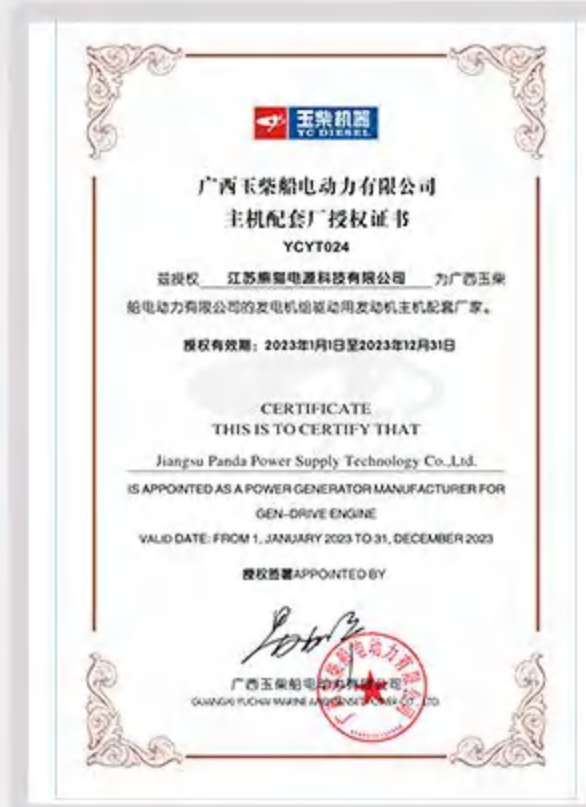 玉柴机器
YC DIESEL
广西玉柴船电动力有限公司
主机配套厂授权证书
YCYT024
兹授权 江苏熊猫电源科技有限公司 为广西玉柴
船电动力有限公司的发电机组驱动用发动机主机配套厂家。
授权有效期：2023年1月1日至2023年12月31日
CERTIFICATE
THIS IS TO CERTIFY THAT
Jiangsu Panda Power Supply Technology Co.,Ltd.
IS APPOINTED AS A POWER GENERATOR MANUFACTURER FOR
GEN-DRIVE ENGINE
VALID DATE: FROM 1, JANUARY 2023 TO 31, DECEMBER 2023
授权签署APPOINTED BY
广西玉柴船电动力有限公司
GUANGXI YUCHAI MARINE AND GENSET POWER CO., LTD.